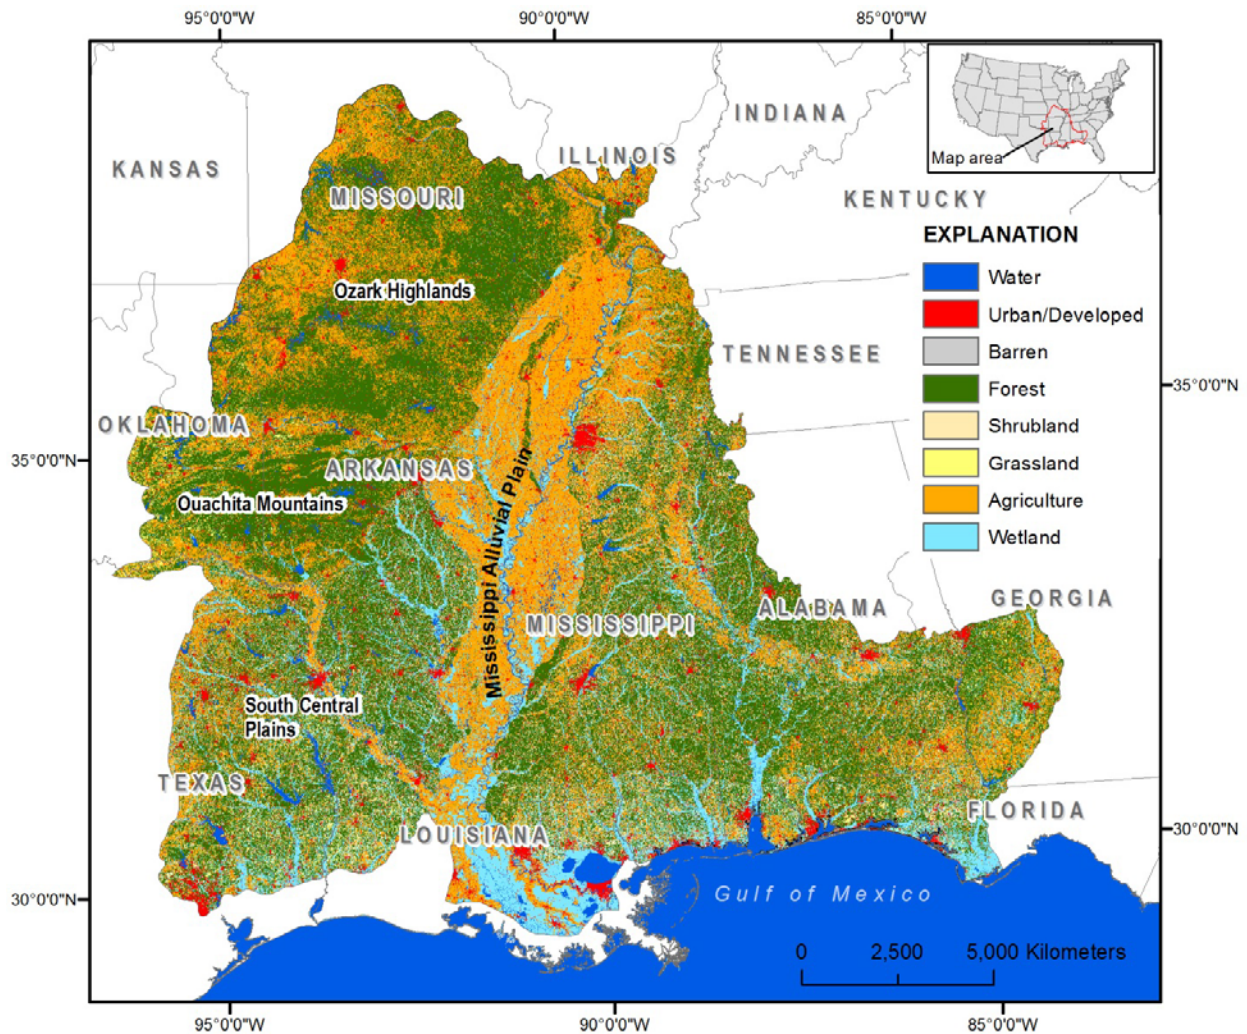 95°0'0"W
90°0'0"W
85°0'0"W
INDIANA
ILLINOIS
KANSAS
MISSOURI
KENTUCKY
Map area
EXPLANATION
Water
Urban/Developed
Barren
Forest
Shrubland
Grassland
Agriculture
Wetland
Ozark Highlands
TENNESSEE
35°0'0"N
OKLAHOMA
35°0'0"N
ARKANSAS
Ouachita Mountains
Mississippi Alluvial Plain
MISSISSIPPI
ALABAMA
GEORGIA
South Central
Plains
TEXAS
LOUISIANA
FLORIDA
30°0'0"N
30°0'0"N
Gulf of Mexico
0 2,500 5,000 Kilometers
95°0'0"W
90°0'0"W
85°0'0"W